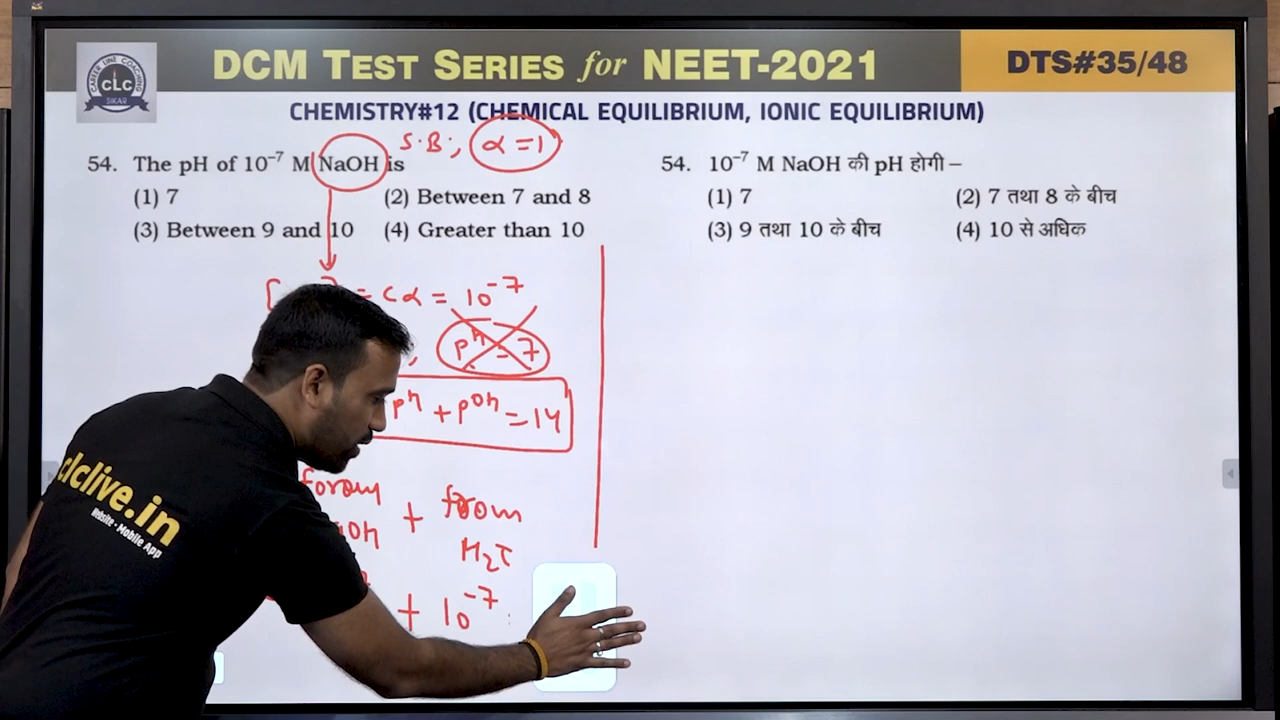 DCM TEST SERIES for NEET-2021
DTS#35/48
CAREER LINE COACHING
CLC
SIKAR
CHEMISTRY#12 (CHEMICAL EQUILIBRIUM, IONIC EQUILIBRIUM)
S.B., α = 1
54. The pH of 10⁻⁷ M NaOH is
(1) 7 (2) Between 7 and 8
(3) Between 9 and 10 (4) Greater than 10
54. 10⁻⁷ M NaOH की pH होगी –
(1) 7 (2) 7 तथा 8 के बीच
(3) 9 तथा 10 के बीच (4) 10 से अधिक
= cα = 10⁻⁷
pH = 7
pH + pOH = 14
from + from
H₂O
+ 10⁻⁷
clclive.in
Website - Mobile App